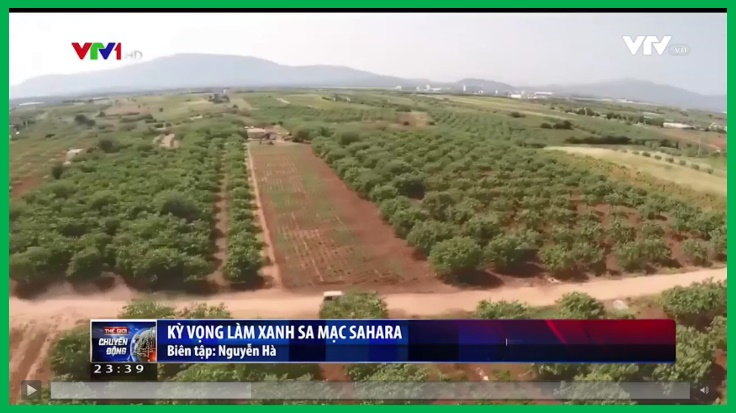 VTV1 HD
VTV.vn
KỲ VỌNG LÀM XANH SA MẠC SAHARA
THẾ GIỚI
CHUYỂN ĐỘNG
Biên tập: Nguyễn Hà
23:39